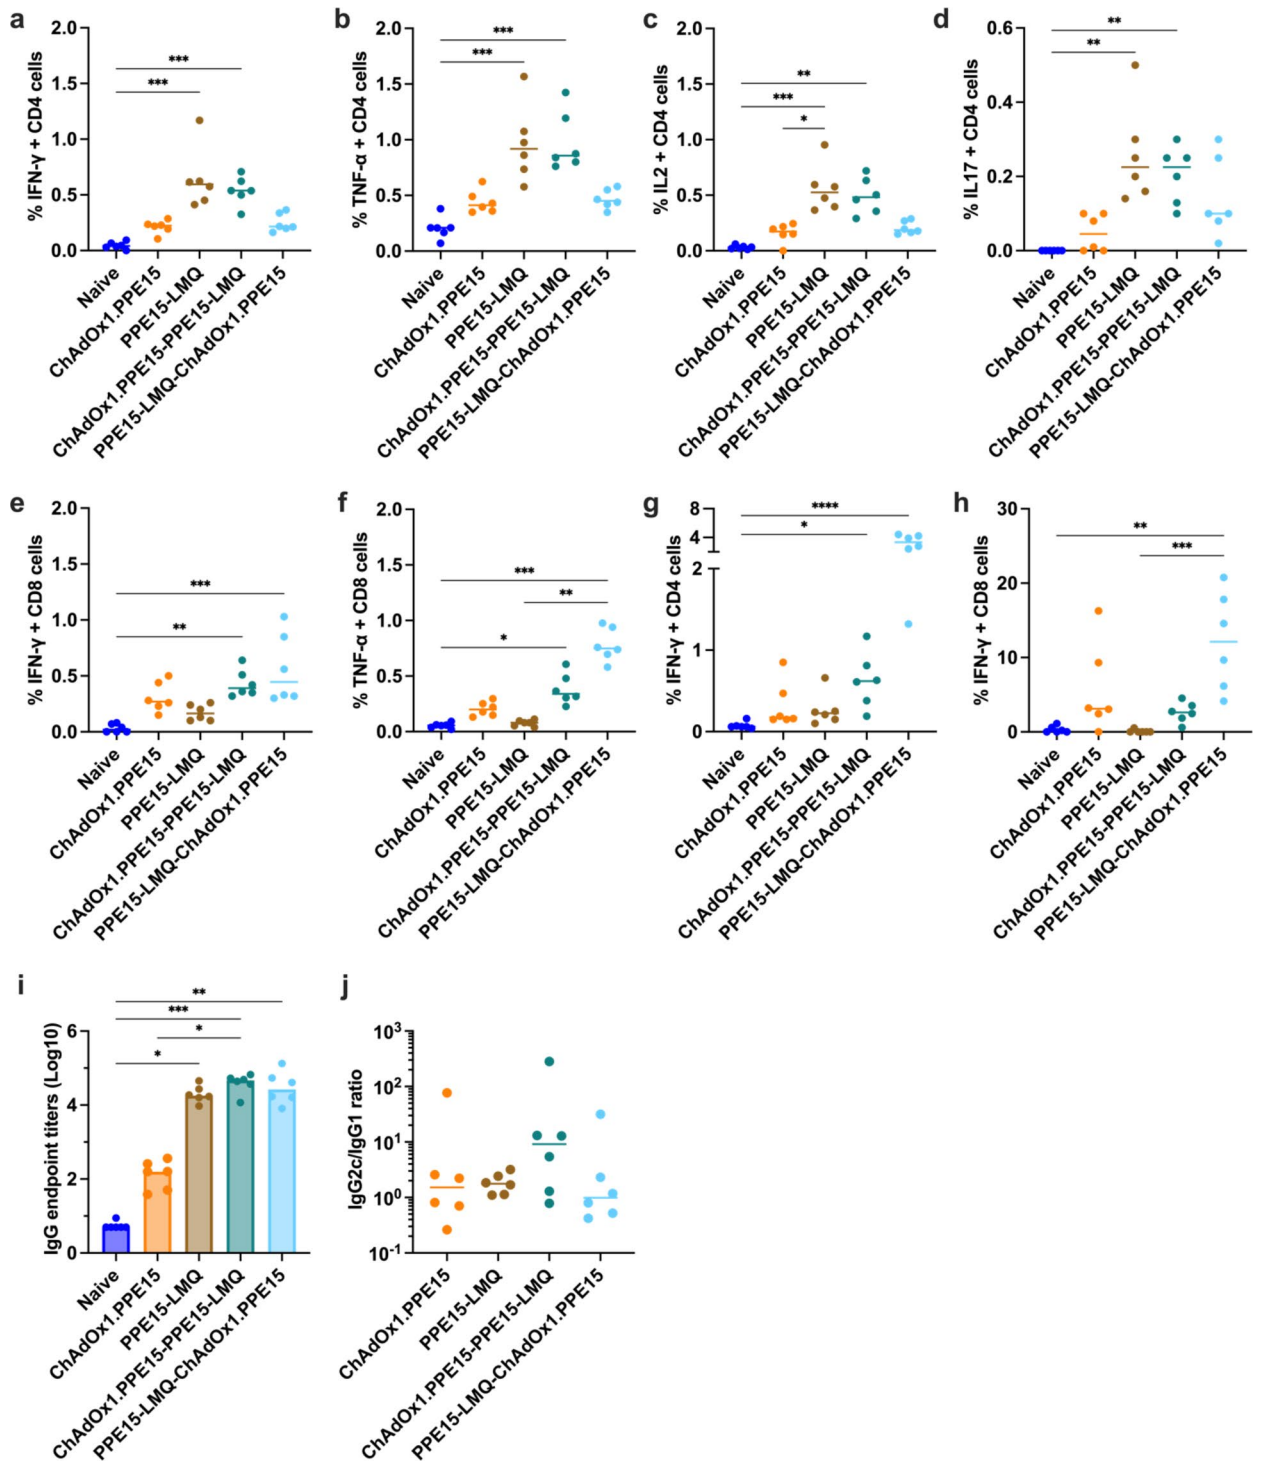 a
% IFN-γ + CD4 cells
2.0
1.5
1.0
0.5
0.0
***
***
Naive
ChAdOx1.PPE15
PPE15-LMQ
ChAdOx1.PPE15-PPE15-LMQ
PPE15-LMQ-ChAdOx1.PPE15
b
% TNF-α + CD4 cells
2.0
1.5
1.0
0.5
0.0
***
***
Naive
ChAdOx1.PPE15
PPE15-LMQ
ChAdOx1.PPE15-PPE15-LMQ
PPE15-LMQ-ChAdOx1.PPE15
c
% IL2 + CD4 cells
2.0
1.5
1.0
0.5
0.0
**
***
*
Naive
ChAdOx1.PPE15
PPE15-LMQ
ChAdOx1.PPE15-PPE15-LMQ
PPE15-LMQ-ChAdOx1.PPE15
d
% IL17 + CD4 cells
0.6
0.4
0.2
0.0
**
**
Naive
ChAdOx1.PPE15
PPE15-LMQ
ChAdOx1.PPE15-PPE15-LMQ
PPE15-LMQ-ChAdOx1.PPE15
e
% IFN-γ + CD8 cells
2.0
1.5
1.0
0.5
0.0
***
**
Naive
ChAdOx1.PPE15
PPE15-LMQ
ChAdOx1.PPE15-PPE15-LMQ
PPE15-LMQ-ChAdOx1.PPE15
f
% TNF-α + CD8 cells
2.0
1.5
1.0
0.5
0.0
***
**
*
Naive
ChAdOx1.PPE15
PPE15-LMQ
ChAdOx1.PPE15-PPE15-LMQ
PPE15-LMQ-ChAdOx1.PPE15
g
% IFN-γ + CD4 cells
8
4
2
1
0
****
*
Naive
ChAdOx1.PPE15
PPE15-LMQ
ChAdOx1.PPE15-PPE15-LMQ
PPE15-LMQ-ChAdOx1.PPE15
h
% IFN-γ + CD8 cells
30
20
10
0
**
***
Naive
ChAdOx1.PPE15
PPE15-LMQ
ChAdOx1.PPE15-PPE15-LMQ
PPE15-LMQ-ChAdOx1.PPE15
i
IgG endpoint titers (Log10)
6
4
2
0
**
***
*
*
Naive
ChAdOx1.PPE15
PPE15-LMQ
ChAdOx1.PPE15-PPE15-LMQ
PPE15-LMQ-ChAdOx1.PPE15
j
IgG2c/IgG1 ratio
10³
10²
10¹
10⁰
10⁻¹
ChAdOx1.PPE15
PPE15-LMQ
ChAdOx1.PPE15-PPE15-LMQ
PPE15-LMQ-ChAdOx1.PPE15